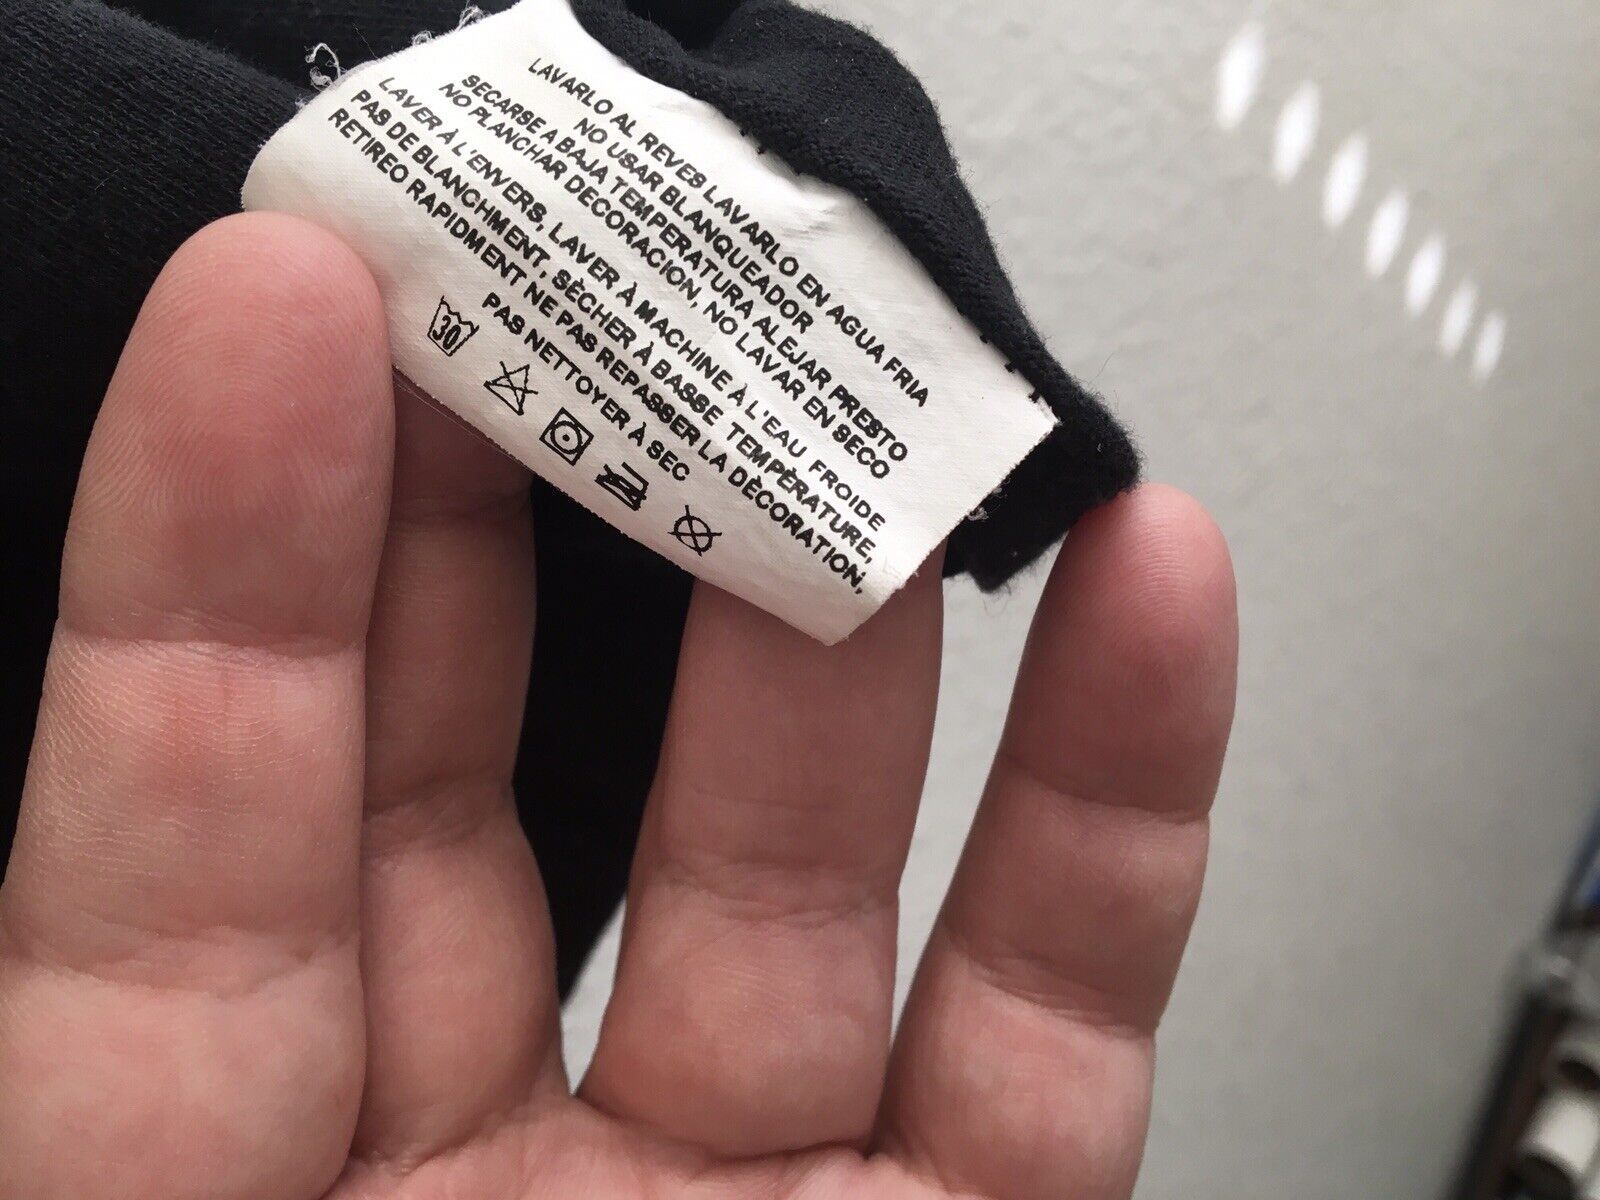 LAVARLO AL REVES LAVARLO EN AGUA FRIA
NO USAR BLANQUEADOR
SECARSE A BAJA TEMPERATURA ALEJAR PRESTO
NO PLANCHAR DECORACION, NO LAVAR EN SECO
LAVER À L'ENVERS, LAVER À MACHINE À L'EAU FROIDE
PAS DE BLANCHMENT, SÈCHER À BASSE TEMPÈRATURE,
RETIREO RAPIDMENT NE PAS REPASSER LA DÈCORATION,
PAS NETTOYER À SEC
30